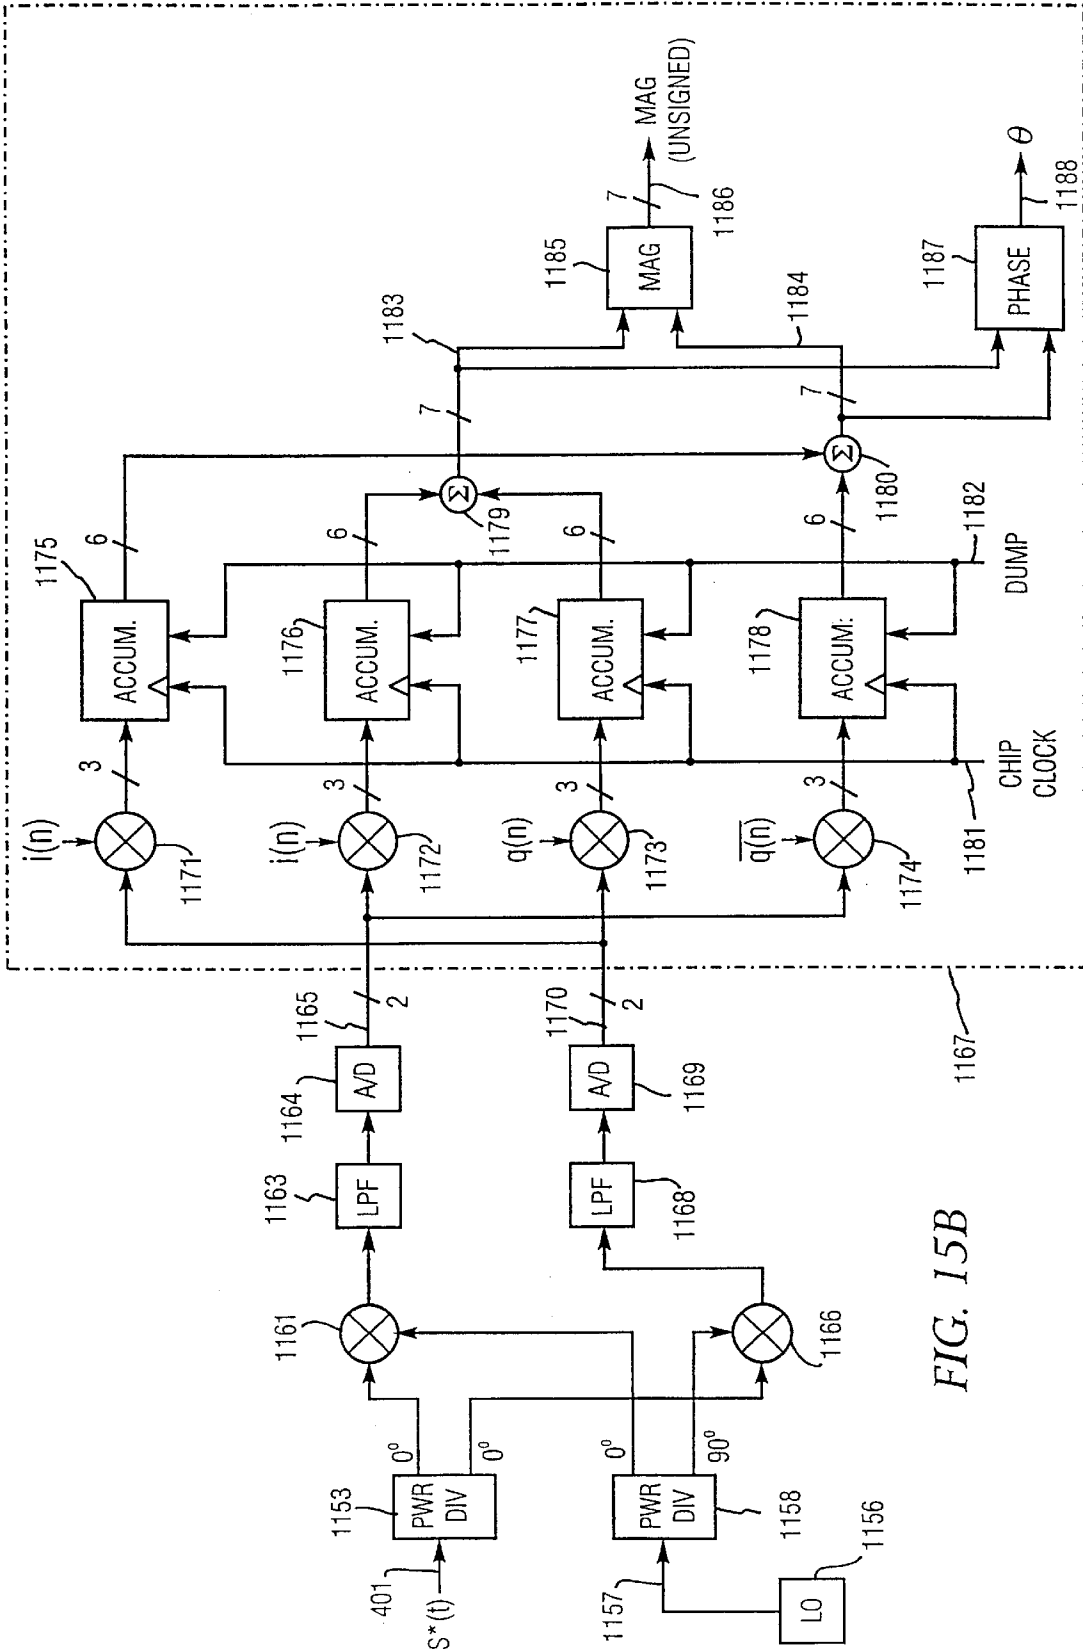 FIG. 15B
S*(t)
401
1153
PWR
DIV
0°
0°
LO
1156
1157
PWR
DIV
1158
0°
90°
1161
1166
1163
LPF
LPF
1168
1164
A/D
A/D
1169
1165
2
1170
2
1167
i(n)
1171
i(n)
1172
q(n)
1173
q(n)
1174
3
3
3
3
CHIP
CLOCK
1181
1175
ACCUM.
1176
ACCUM.
1177
ACCUM.
1178
ACCUM:
DUMP
1182
6
6
6
6
Σ
1179
Σ
1180
7
7
1183
1184
1185
MAG
7
1186
MAG
(UNSIGNED)
1187
PHASE
1188
θ